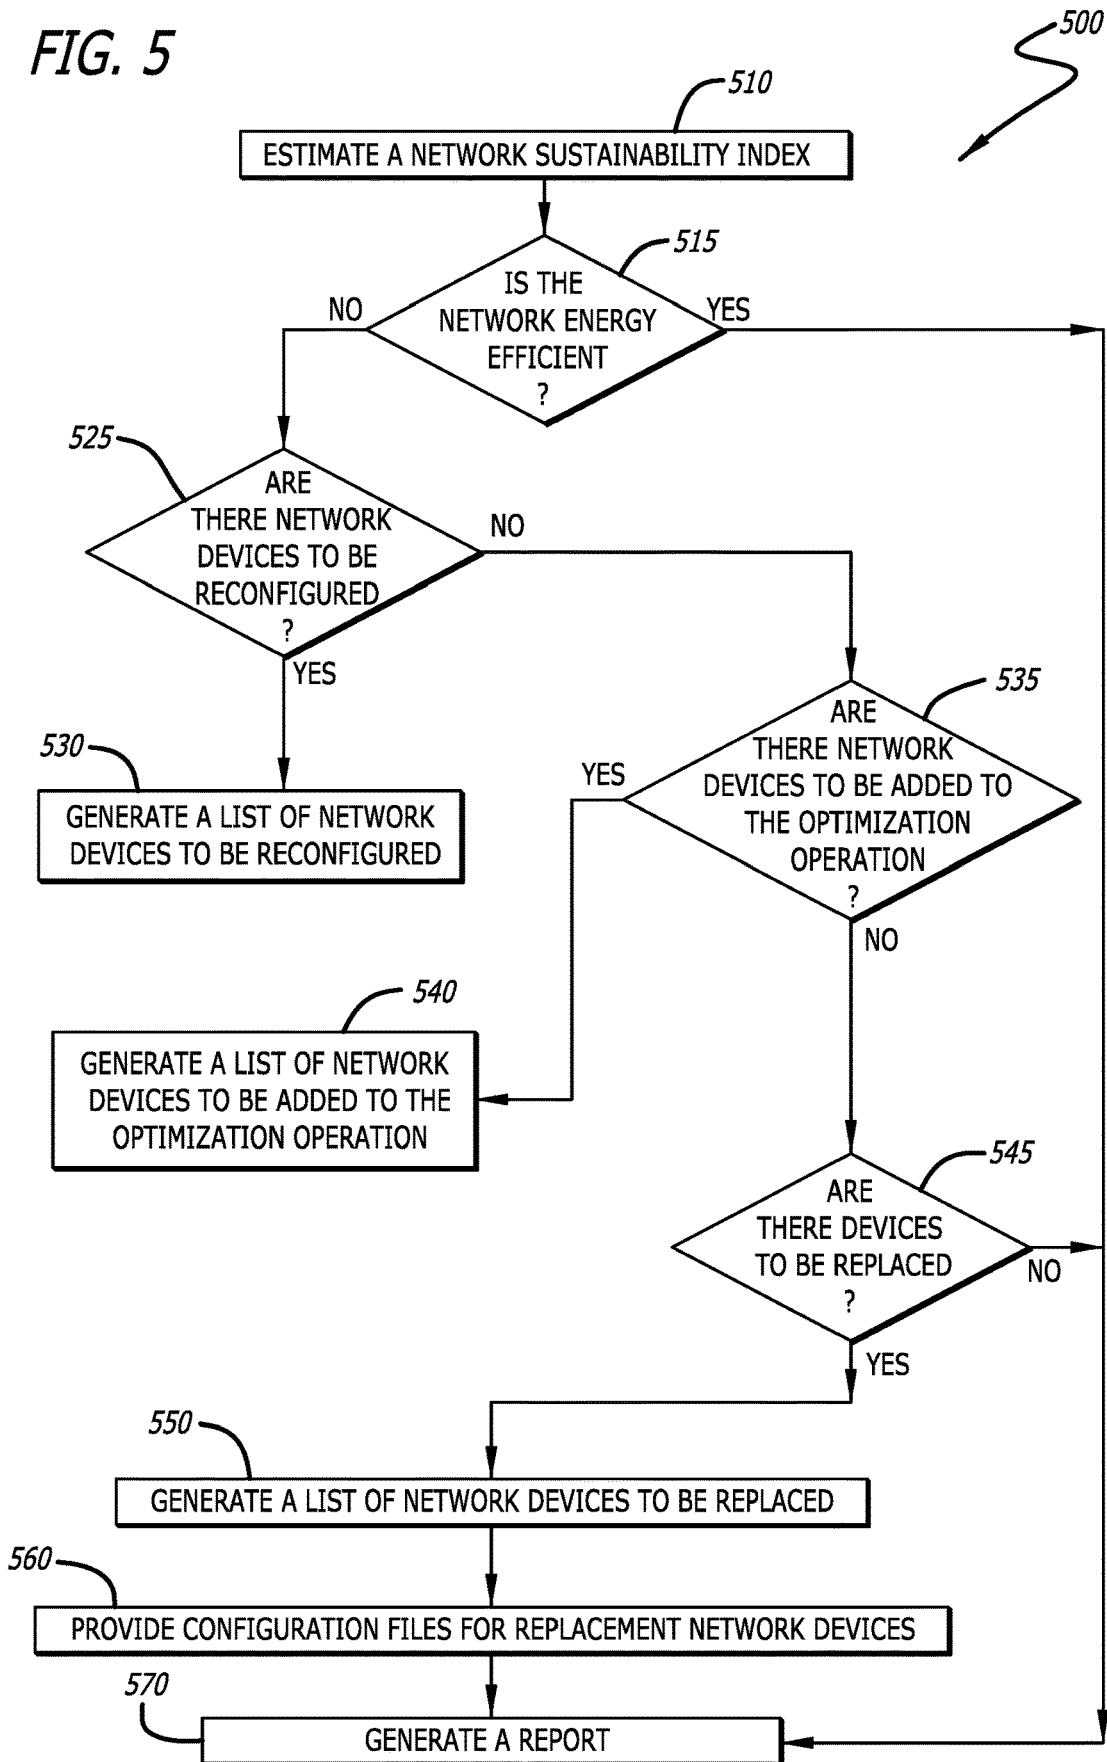 FIG. 5
500
510
ESTIMATE A NETWORK SUSTAINABILITY INDEX
515
IS THE
NETWORK ENERGY
EFFICIENT
?
NO
YES
525
ARE
THERE NETWORK
DEVICES TO BE
RECONFIGURED
?
NO
YES
530
GENERATE A LIST OF NETWORK
DEVICES TO BE RECONFIGURED
535
ARE
THERE NETWORK
DEVICES TO BE ADDED TO
THE OPTIMIZATION
OPERATION
?
YES
NO
540
GENERATE A LIST OF NETWORK
DEVICES TO BE ADDED TO THE
OPTIMIZATION OPERATION
545
ARE
THERE DEVICES
TO BE REPLACED
?
NO
YES
550
GENERATE A LIST OF NETWORK DEVICES TO BE REPLACED
560
PROVIDE CONFIGURATION FILES FOR REPLACEMENT NETWORK DEVICES
570
GENERATE A REPORT